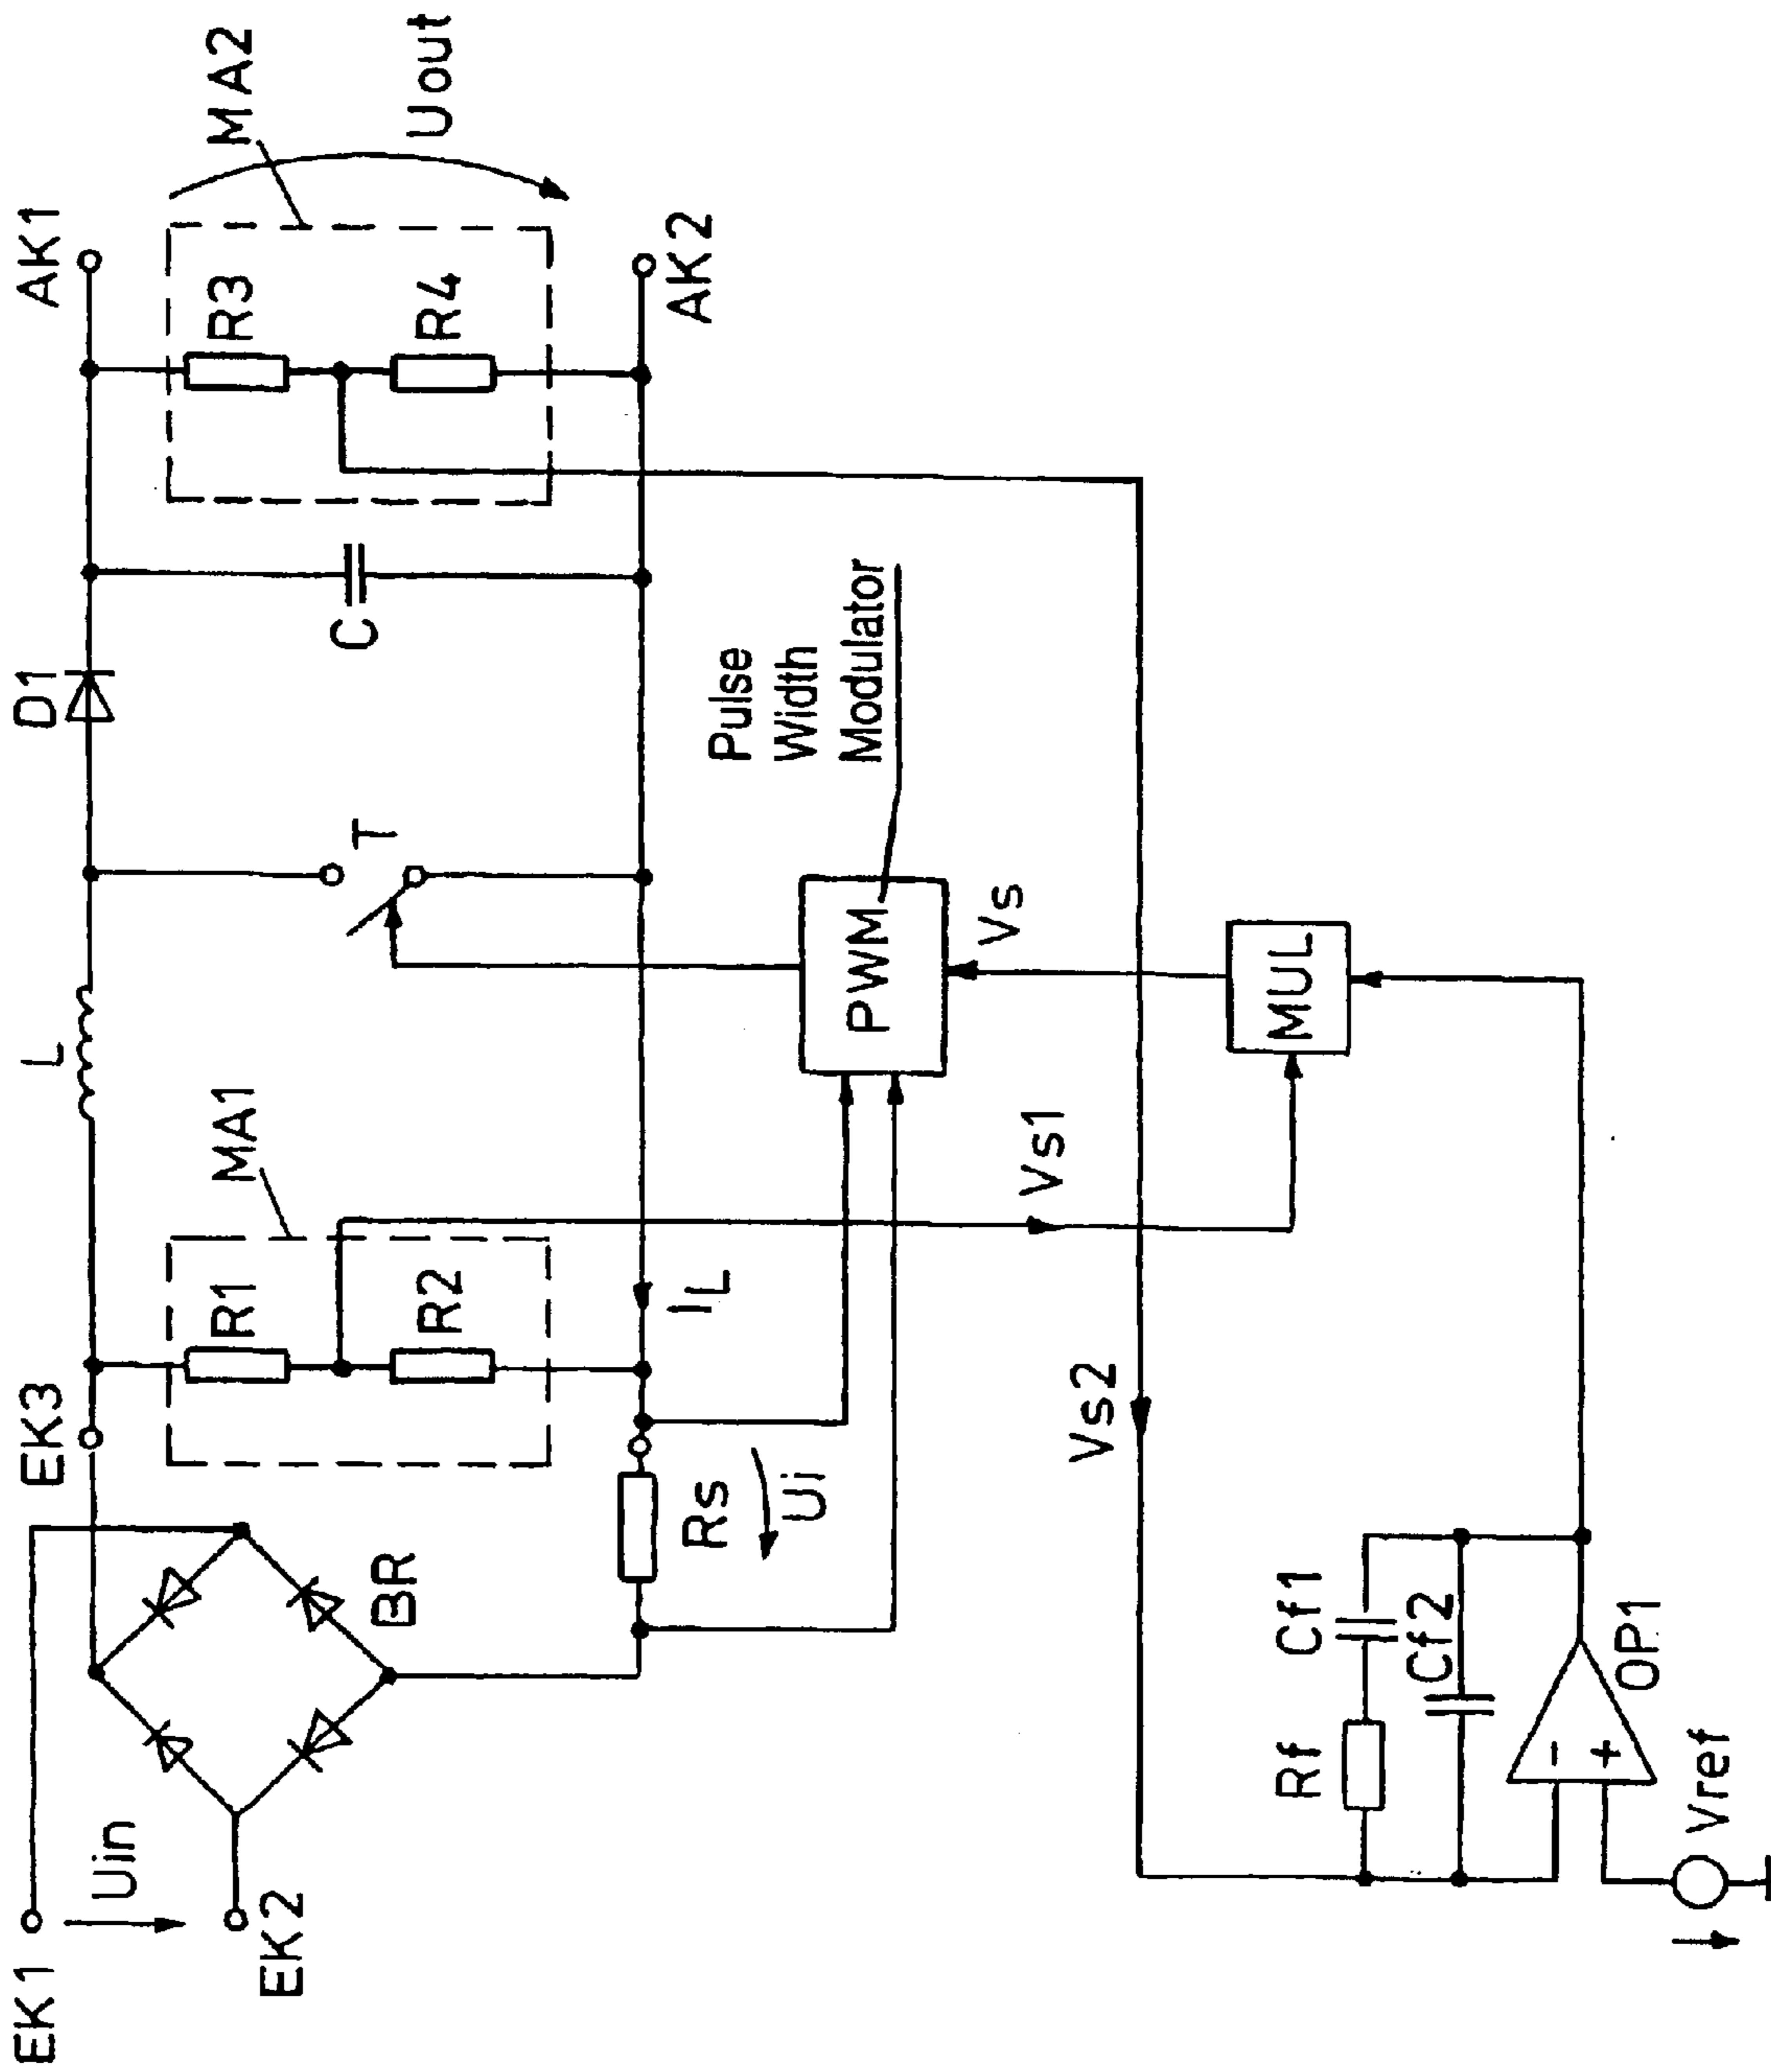 EK1
Uin
EK2
BR
EK3
MA1
R1
R2
L
D1
T
C
MA2
R3
R4
AK1
AK2
Uout
IL
Rs
Ui
PWM
Pulse
Width
Modulator
Vs
Vs1
MUL
Vs2
Rf
Cf1
Cf2
-
+
OP1
Vref